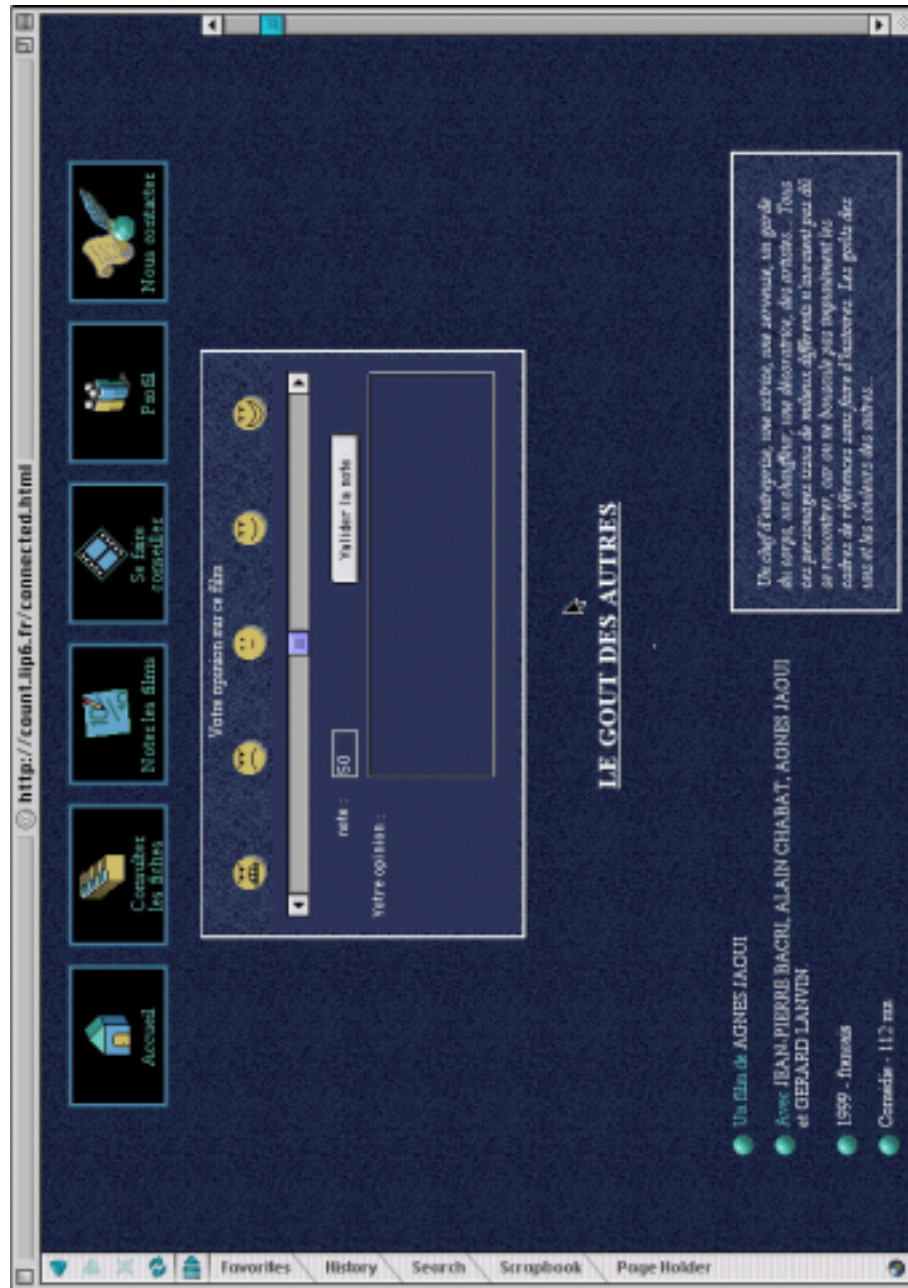 http://count.lip6.fr/connected.html
Favorites
History
Search
Scrapbook
Page Holder
Accueil
Consulter
les fiches
Noter les films
Se faire
conseiller
Profil
Nous contacter
Votre opinion sur ce film
note :
50
Valider la note
Votre opinion :
LE GOUT DES AUTRES
Un film de AGNES JAOUI
Avec JEAN-PIERRE BACRI, ALAIN CHABAT, AGNES JAOUI
et GERARD LANVIN
1999 - francais
Comédie - 112 mn
Un chef d'entreprise, une actrice, une serveuse, un garde
du corps, un chauffeur, une décoratrice, des artistes... Tous
ces personnages issus de milieux différents n'auraient pas dû
se rencontrer, car on ne bouscule pas impunément les
cadres de références sans faire d'histoires. Les goûts des
uns et les couleurs des autres...